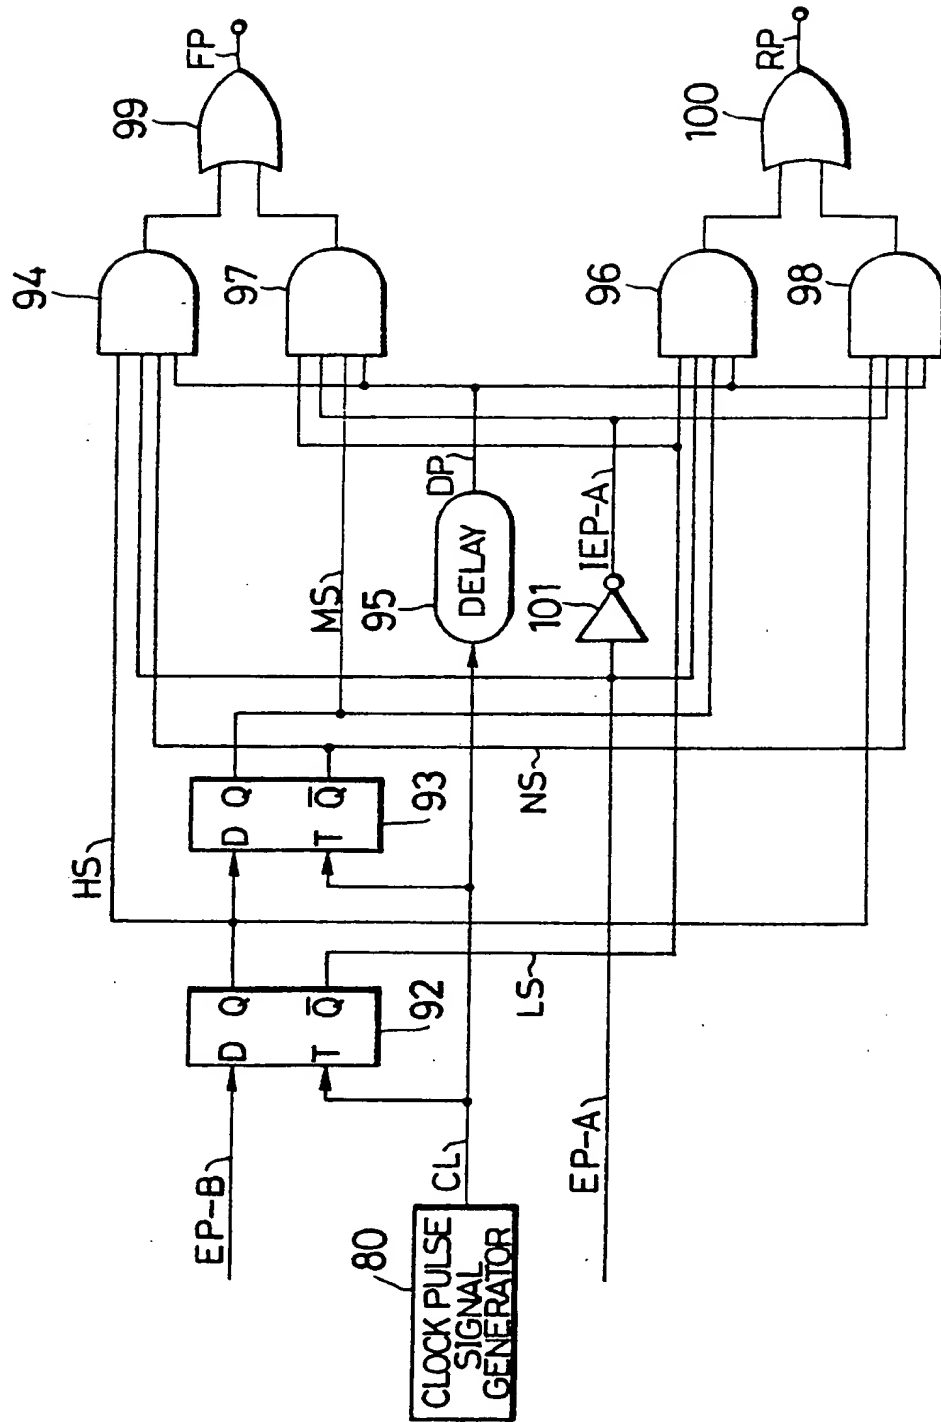 EP-B
80
CLOCK PULSE
SIGNAL
GENERATOR
CL
EP-A
D Q
T Q̅
92
LS
HS
D Q
T Q̅
93
NS
MS
95
DELAY
DP
101
IEP-A
94
97
96
98
99
FP
100
RP